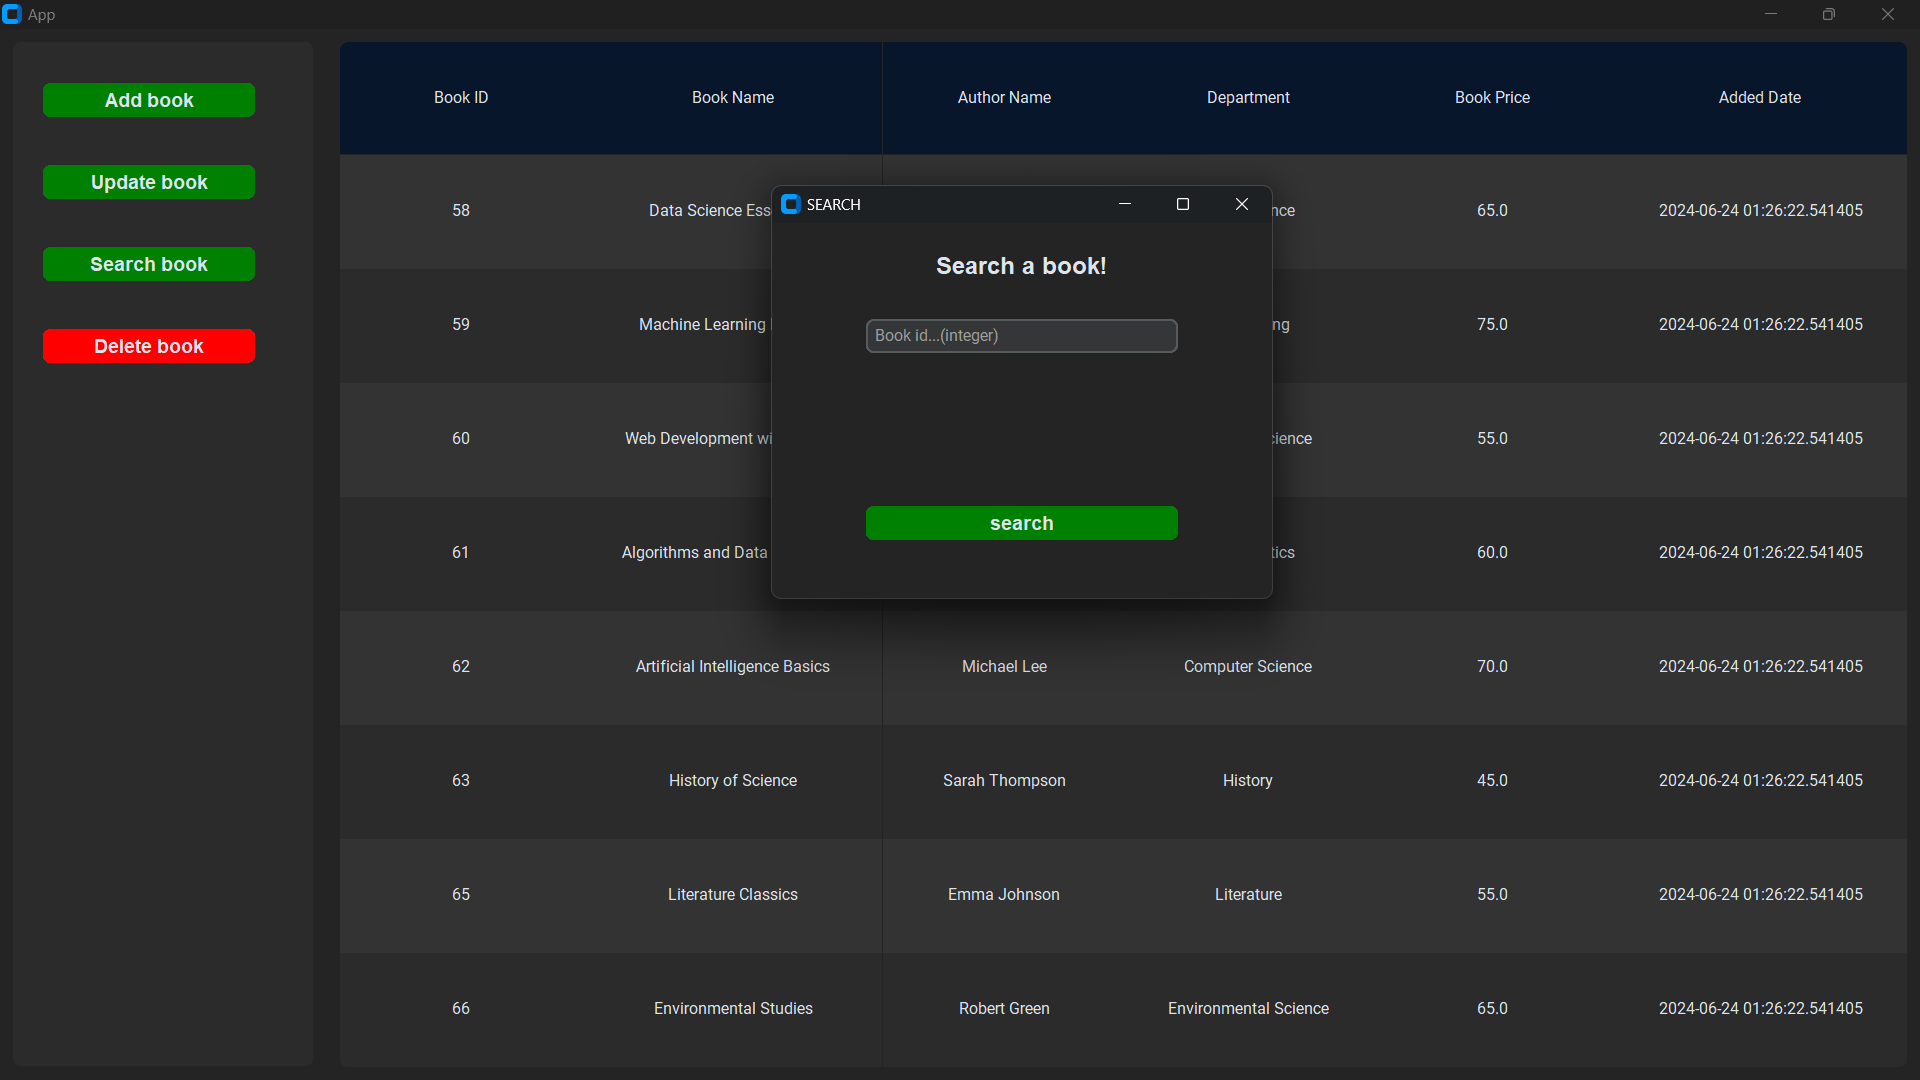 App
Add book
Update book
Search book
Delete book
Book ID Book Name Author Name Department Book Price Added Date
58 Data Science 65.0 2024-06-24 01:26:22.541405
59 Machine Learning 75.0 2024-06-24 01:26:22.541405
60 Web Development 55.0 2024-06-24 01:26:22.541405
61 Algorithms and Data 60.0 2024-06-24 01:26:22.541405
62 Artificial Intelligence Basics Michael Lee Computer Science 70.0 2024-06-24 01:26:22.541405
63 History of Science Sarah Thompson History 45.0 2024-06-24 01:26:22.541405
65 Literature Classics Emma Johnson Literature 55.0 2024-06-24 01:26:22.541405
66 Environmental Studies Robert Green Environmental Science 65.0 2024-06-24 01:26:22.541405
SEARCH
Search a book!
Book id...(integer)
search